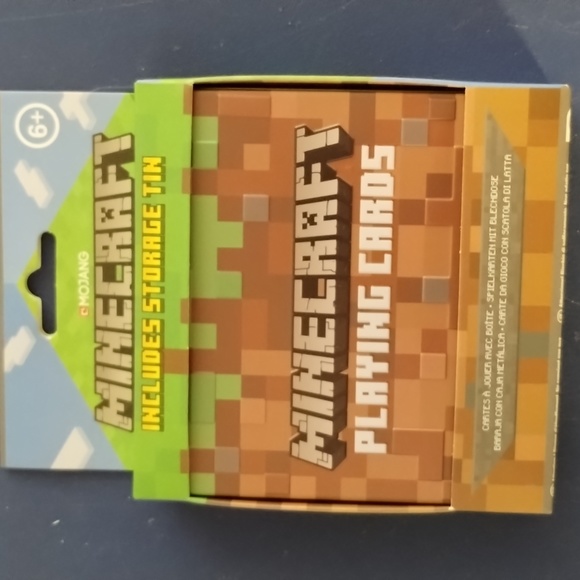 6+
MOJANG
MINECRAFT
INCLUDES STORAGE TIN
MINECRAFT
PLAYING CARDS
CARTES À JOUER AVEC BOÎTE • SPIELKARTEN MIT BLECHDOSE
BARAJA CON CAJA METÁLICA • CARTE DA GIOCO CON SCATOLA DI LATTA